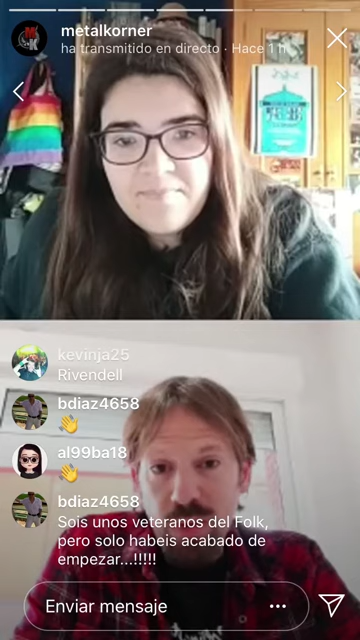 metalkorner
ha transmitido en directo · Hace 1 h
kevinja25
Rivendell
bdiaz4658
👋
al99ba18
👋
bdiaz4658
Sois unos veteranos del Folk,
pero solo habeis acabado de
empezar...!!!!!
Enviar mensaje